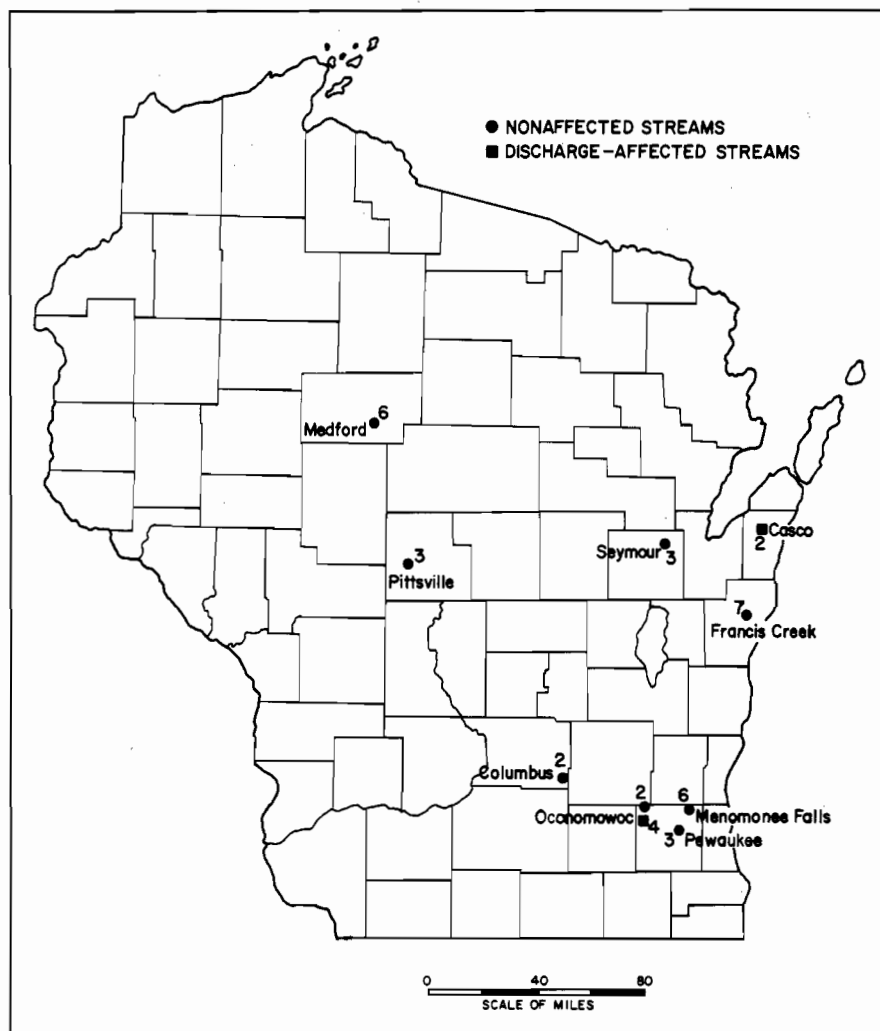 ● NONAFFECTED STREAMS
■ DISCHARGE-AFFECTED STREAMS
6
Medford
3
Pittsville
Seymour
3
Casco
2
7
Francis Creek
2
Columbus
2
Oconomowoc
4
6
Menomonee Falls
3
Pewaukee
0 40 80
SCALE OF MILES